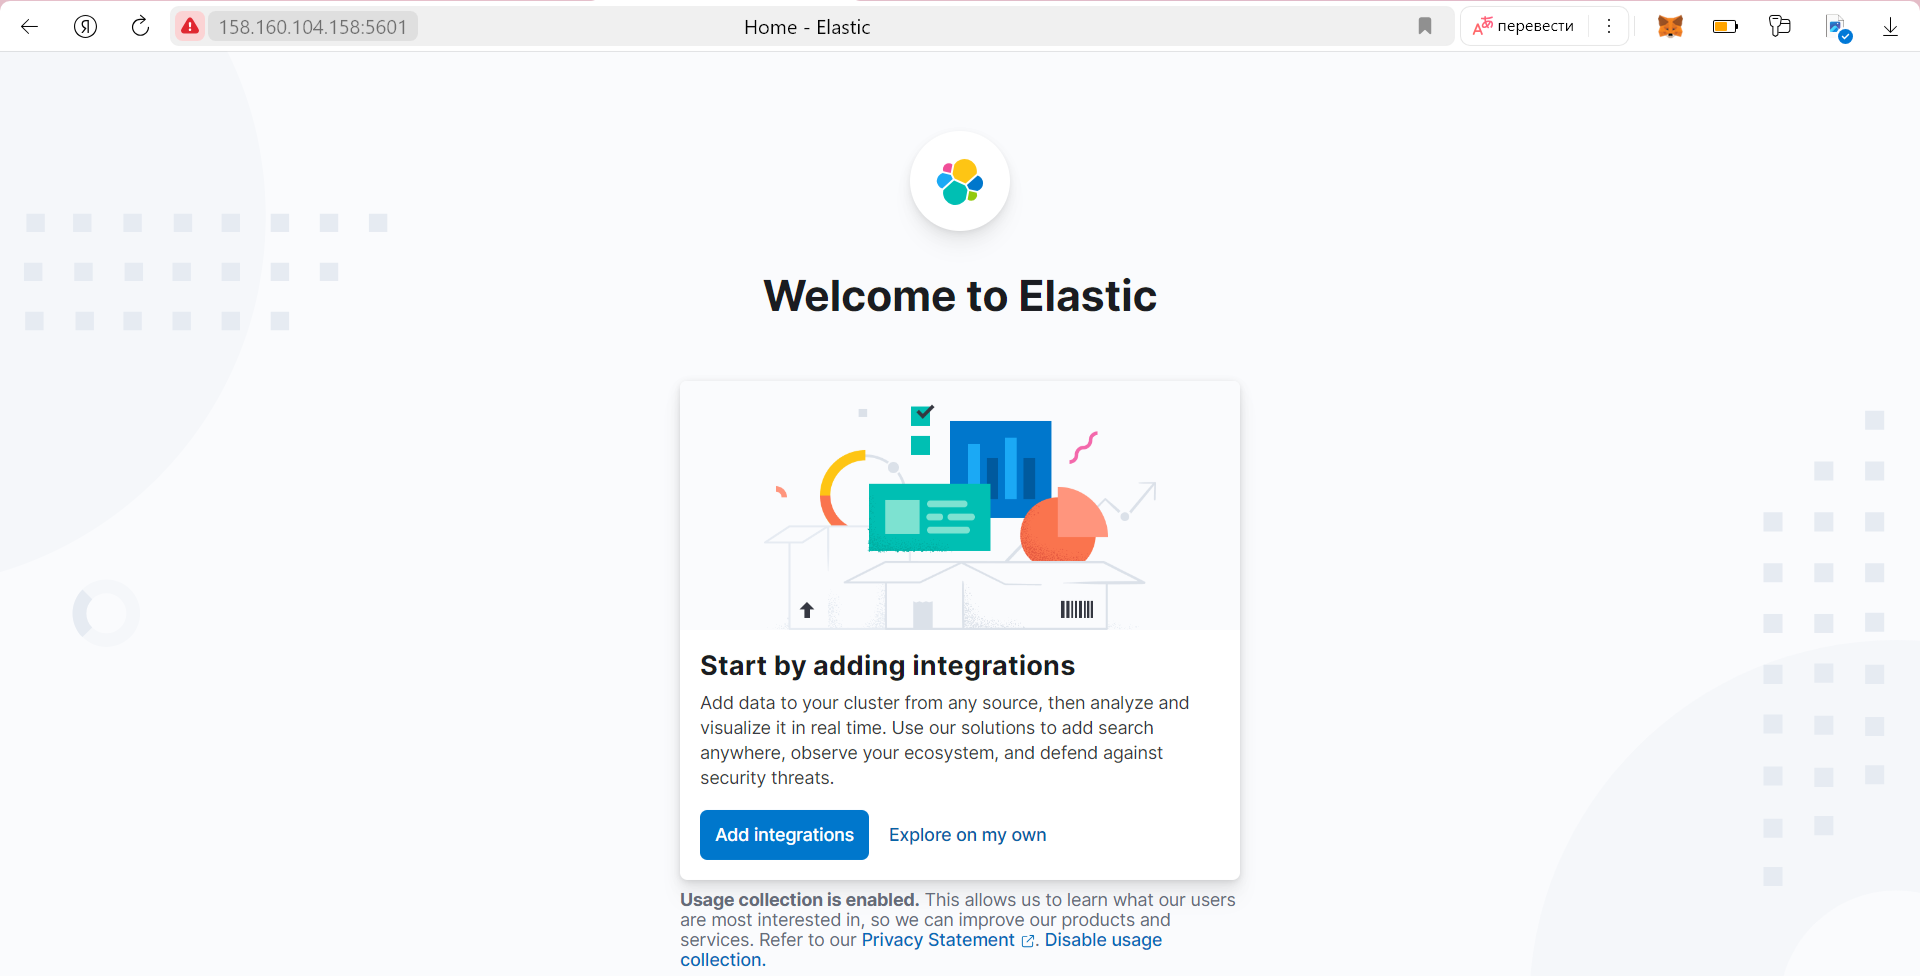 158.160.104.158:5601
Home - Elastic
перевести
Welcome to Elastic
Start by adding integrations
Add data to your cluster from any source, then analyze and
visualize it in real time. Use our solutions to add search
anywhere, observe your ecosystem, and defend against
security threats.
Add integrations
Explore on my own
Usage collection is enabled. This allows us to learn what our users
are most interested in, so we can improve our products and
services. Refer to our Privacy Statement. Disable usage
collection.